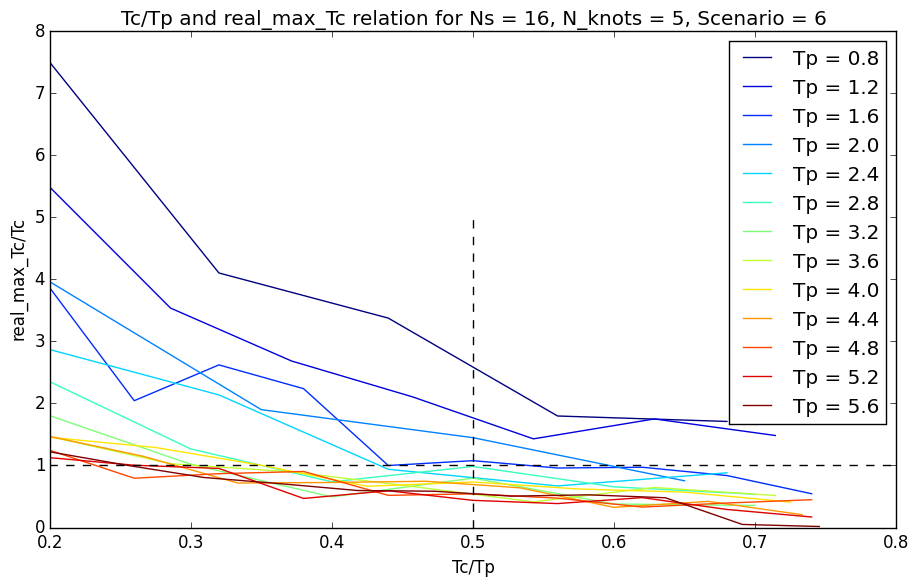 Tc/Tp and real_max_Tc relation for Ns = 16, N_knots = 5, Scenario = 6
8
7
6
5
4
3
2
1
0
real_max_Tc/Tc
Tp = 0.8
Tp = 1.2
Tp = 1.6
Tp = 2.0
Tp = 2.4
Tp = 2.8
Tp = 3.2
Tp = 3.6
Tp = 4.0
Tp = 4.4
Tp = 4.8
Tp = 5.2
Tp = 5.6
0.2 0.3 0.4 0.5 0.6 0.7 0.8
Tc/Tp